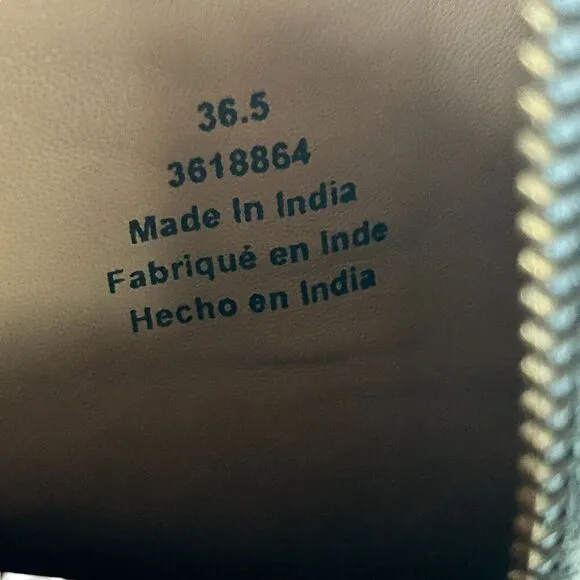 36.5
3618864
Made In India
Fabriqué en Inde
Hecho en India